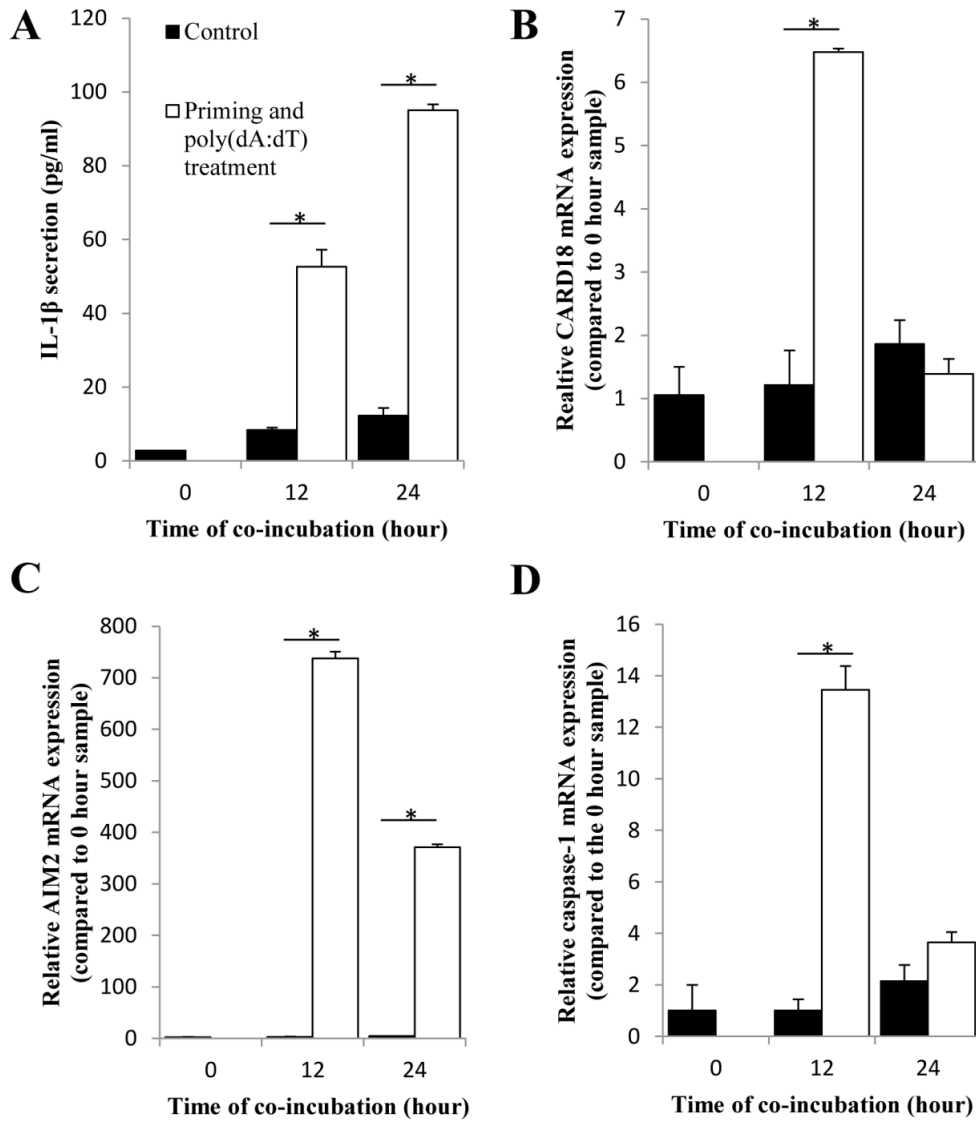 A
IL-1β secretion (pg/ml)
120
100
80
60
40
20
0
Control
Priming and
poly(dA:dT)
treatment
*
*
0 12 24
Time of co-incubation (hour)
B
Realtive CARD18 mRNA expression
(compared to 0 hour sample)
7
6
5
4
3
2
1
0
*
0 12 24
Time of co-incubation (hour)
C
Relative AIM2 mRNA expression
(compared to 0 hour sample)
800
700
600
500
400
300
200
100
0
*
*
0 12 24
Time of co-incubation (hour)
D
Relative caspase-1 mRNA expression
(compared to the 0 hour sample)
16
14
12
10
8
6
4
2
0
*
0 12 24
Time of co-incubation (hour)